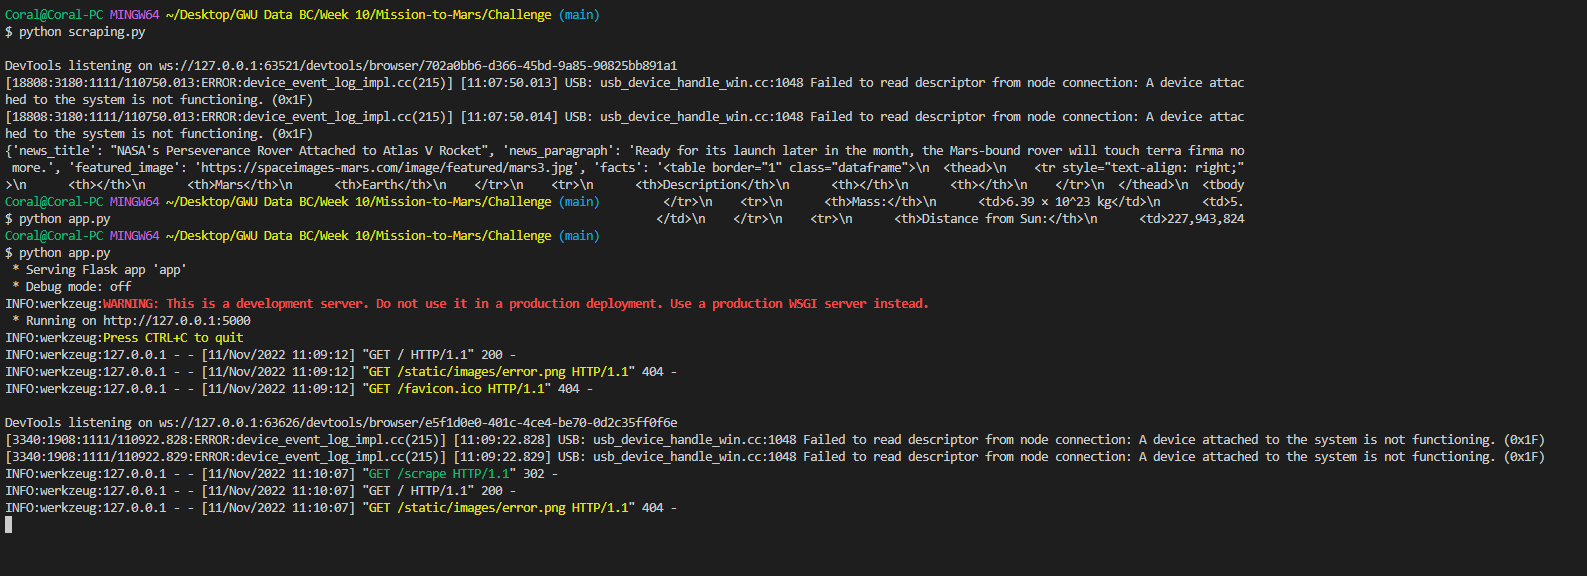 Coral@Coral-PC MINGW64 ~/Desktop/GWU Data BC/Week 10/Mission-to-Mars/Challenge (main)
$ python scraping.py
DevTools listening on ws://127.0.0.1:63521/devtools/browser/702a0bb6-d366-45bd-9a85-90825bb891a1
[18808:3180:1111/110750.013:ERROR:device_event_log_impl.cc(215)] [11:07:50.013] USB: usb_device_handle_win.cc:1048 Failed to read descriptor from node connection: A device attac
hed to the system is not functioning. (0x1F)
[18808:3180:1111/110750.013:ERROR:device_event_log_impl.cc(215)] [11:07:50.014] USB: usb_device_handle_win.cc:1048 Failed to read descriptor from node connection: A device attac
hed to the system is not functioning. (0x1F)
{'news_title': "NASA's Perseverance Rover Attached to Atlas V Rocket", 'news_paragraph': 'Ready for its launch later in the month, the Mars-bound rover will touch terra firma no
 more.', 'featured_image': 'https://spaceimages-mars.com/image/featured/mars3.jpg', 'facts': '<table border="1" class="dataframe">\n  <thead>\n    <tr style="text-align: right;"
>\n      <th></th>\n      <th>Mars</th>\n      <th>Earth</th>\n    </tr>\n    <tr>\n      <th>Description</th>\n      <th></th>\n      <th></th>\n    </tr>\n  </thead>\n  <tbody
Coral@Coral-PC MINGW64 ~/Desktop/GWU Data BC/Week 10/Mission-to-Mars/Challenge (main)         </tr>\n    <tr>\n      <th>Mass:</th>\n      <td>6.39 × 10^23 kg</td>\n      <td>5.
$ python app.py                                                                              </td>\n    </tr>\n    <tr>\n      <th>Distance from Sun:</th>\n      <td>227,943,824
Coral@Coral-PC MINGW64 ~/Desktop/GWU Data BC/Week 10/Mission-to-Mars/Challenge (main)
$ python app.py
 * Serving Flask app 'app'
 * Debug mode: off
INFO:werkzeug:WARNING: This is a development server. Do not use it in a production deployment. Use a production WSGI server instead.
 * Running on http://127.0.0.1:5000
INFO:werkzeug:Press CTRL+C to quit
INFO:werkzeug:127.0.0.1 - - [11/Nov/2022 11:09:12] "GET / HTTP/1.1" 200 -
INFO:werkzeug:127.0.0.1 - - [11/Nov/2022 11:09:12] "GET /static/images/error.png HTTP/1.1" 404 -
INFO:werkzeug:127.0.0.1 - - [11/Nov/2022 11:09:12] "GET /favicon.ico HTTP/1.1" 404 -
DevTools listening on ws://127.0.0.1:63626/devtools/browser/e5f1d0e0-401c-4ce4-be70-0d2c35ff0f6e
[3340:1908:1111/110922.828:ERROR:device_event_log_impl.cc(215)] [11:09:22.828] USB: usb_device_handle_win.cc:1048 Failed to read descriptor from node connection: A device attached to the system is not functioning. (0x1F)
[3340:1908:1111/110922.829:ERROR:device_event_log_impl.cc(215)] [11:09:22.829] USB: usb_device_handle_win.cc:1048 Failed to read descriptor from node connection: A device attached to the system is not functioning. (0x1F)
INFO:werkzeug:127.0.0.1 - - [11/Nov/2022 11:10:07] "GET /scrape HTTP/1.1" 302 -
INFO:werkzeug:127.0.0.1 - - [11/Nov/2022 11:10:07] "GET / HTTP/1.1" 200 -
INFO:werkzeug:127.0.0.1 - - [11/Nov/2022 11:10:07] "GET /static/images/error.png HTTP/1.1" 404 -